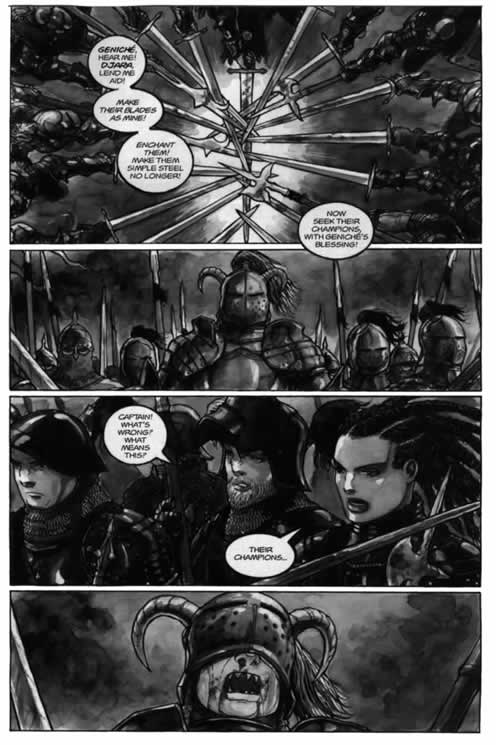 GENICHÉ,
HEAR ME!
DJARA,
LEND ME
AID!
MAKE
THEIR BLADES
AS MINE!
ENCHANT
THEM!
MAKE THEM
SIMPLE STEEL
NO LONGER!
NOW
SEEK THEIR
CHAMPIONS,
WITH GENICHÉ'S
BLESSING!
CAPTAIN!
WHAT'S
WRONG?
WHAT
MEANS
THIS?
THEIR
CHAMPIONS...